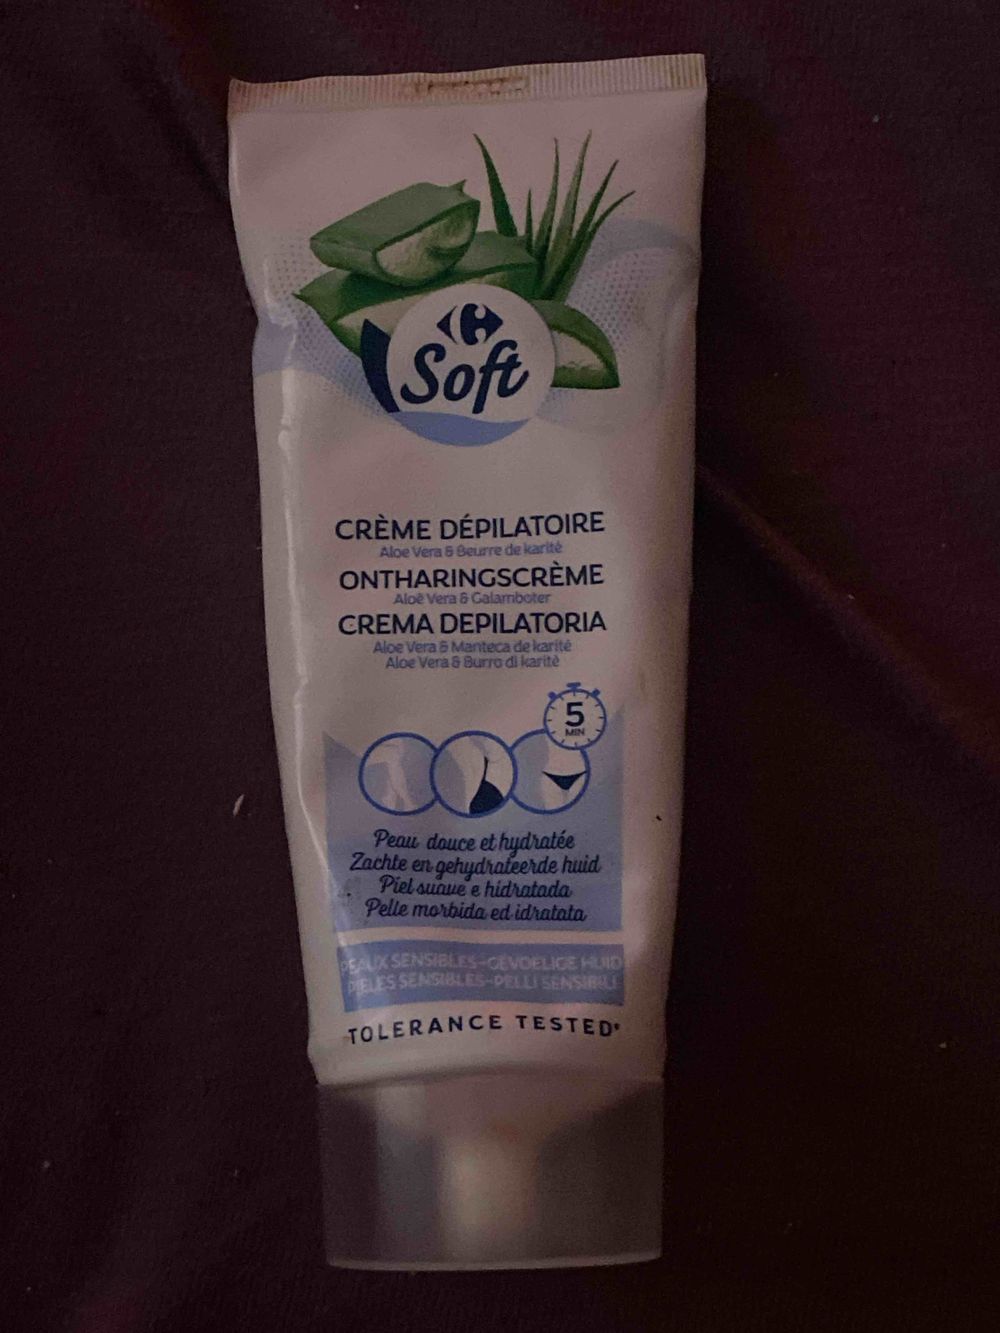 Soft
CRÈME DÉPILATOIRE
Aloe Vera & Beurre de karité
ONTHARINGSCRÈME
Aloë Vera & Galamboter
CREMA DEPILATORIA
Aloe Vera & Manteca de karité
Aloe Vera & Burro di karitè
5
MIN
Peau douce et hydratée
Zachte en gehydrateerde huid
Piel suave e hidratada
Pelle morbida ed idratata
PEAUX SENSIBLES-GEVOELIGE HUID
PIELES SENSIBLES-PELLI SENSIBILI
TOLERANCE TESTED*